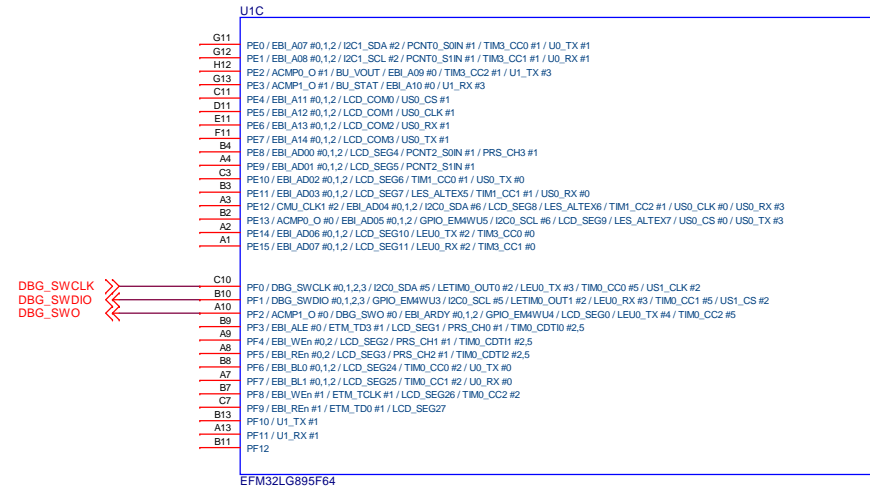 U1C
G11 PE0 / EBI_A07 #0,1,2 / I2C1_SDA #2 / PCNT0_S0IN #1 / TIM3_CC0 #1 / U0_TX #1
G12 PE1 / EBI_A08 #0,1,2 / I2C1_SCL #2 / PCNT0_S1IN #1 / TIM3_CC1 #1 / U0_RX #1
H12 PE2 / ACMP0_O #1 / BU_VOUT / EBI_A09 #0 / TIM3_CC2 #1 / U1_TX #3
G13 PE3 / ACMP1_O #1 / BU_STAT / EBI_A10 #0 / U1_RX #3
C11 PE4 / EBI_A11 #0,1,2 / LCD_COM0 / US0_CS #1
D11 PE5 / EBI_A12 #0,1,2 / LCD_COM1 / US0_CLK #1
E11 PE6 / EBI_A13 #0,1,2 / LCD_COM2 / US0_RX #1
F11 PE7 / EBI_A14 #0,1,2 / LCD_COM3 / US0_TX #1
B4 PE8 / EBI_AD00 #0,1,2 / LCD_SEG4 / PCNT2_S0IN #1 / PRS_CH3 #1
A4 PE9 / EBI_AD01 #0,1,2 / LCD_SEG5 / PCNT2_S1IN #1
C3 PE10 / EBI_AD02 #0,1,2 / LCD_SEG6 / TIM1_CC0 #1 / US0_TX #0
B3 PE11 / EBI_AD03 #0,1,2 / LCD_SEG7 / LES_ALTEX5 / TIM1_CC1 #1 / US0_RX #0
A3 PE12 / CMU_CLK1 #2 / EBI_AD04 #0,1,2 / I2C0_SDA #6 / LCD_SEG8 / LES_ALTEX6 / TIM1_CC2 #1 / US0_CLK #0 / US0_RX #3
B2 PE13 / ACMP0_O #0 / EBI_AD05 #0,1,2 / GPIO_EM4WU5 / I2C0_SCL #6 / LCD_SEG9 / LES_ALTEX7 / US0_CS #0 / US0_TX #3
A2 PE14 / EBI_AD06 #0,1,2 / LCD_SEG10 / LEU0_TX #2 / TIM3_CC0 #0
A1 PE15 / EBI_AD07 #0,1,2 / LCD_SEG11 / LEU0_RX #2 / TIM3_CC1 #0
DBG_SWCLK C10 PF0 / DBG_SWCLK #0,1,2,3 / I2C0_SDA #5 / LETIM0_OUT0 #2 / LEU0_TX #3 / TIM0_CC0 #5 / US1_CLK #2
DBG_SWDIO B10 PF1 / DBG_SWDIO #0,1,2,3 / GPIO_EM4WU3 / I2C0_SCL #5 / LETIM0_OUT1 #2 / LEU0_RX #3 / TIM0_CC1 #5 / US1_CS #2
DBG_SWO A10 PF2 / ACMP1_O #0 / DBG_SWO #0 / EBI_ARDY #0,1,2 / GPIO_EM4WU4 / LCD_SEG0 / LEU0_TX #4 / TIM0_CC2 #5
B9 PF3 / EBI_ALE #0 / ETM_TD3 #1 / LCD_SEG1 / PRS_CH0 #1 / TIM0_CDTI0 #2,5
A9 PF4 / EBI_WEn #0,2 / LCD_SEG2 / PRS_CH1 #1 / TIM0_CDTI1 #2,5
A8 PF5 / EBI_REn #0,2 / LCD_SEG3 / PRS_CH2 #1 / TIM0_CDTI2 #2,5
B8 PF6 / EBI_BL0 #0,1,2 / LCD_SEG24 / TIM0_CC0 #2 / U0_TX #0
A7 PF7 / EBI_BL1 #0,1,2 / LCD_SEG25 / TIM0_CC1 #2 / U0_RX #0
B7 PF8 / EBI_WEn #1 / ETM_TCLK #1 / LCD_SEG26 / TIM0_CC2 #2
C7 PF9 / EBI_REn #1 / ETM_TD0 #1 / LCD_SEG27
B13 PF10 / U1_TX #1
A13 PF11 / U1_RX #1
B11 PF12
EFM32LG895F64